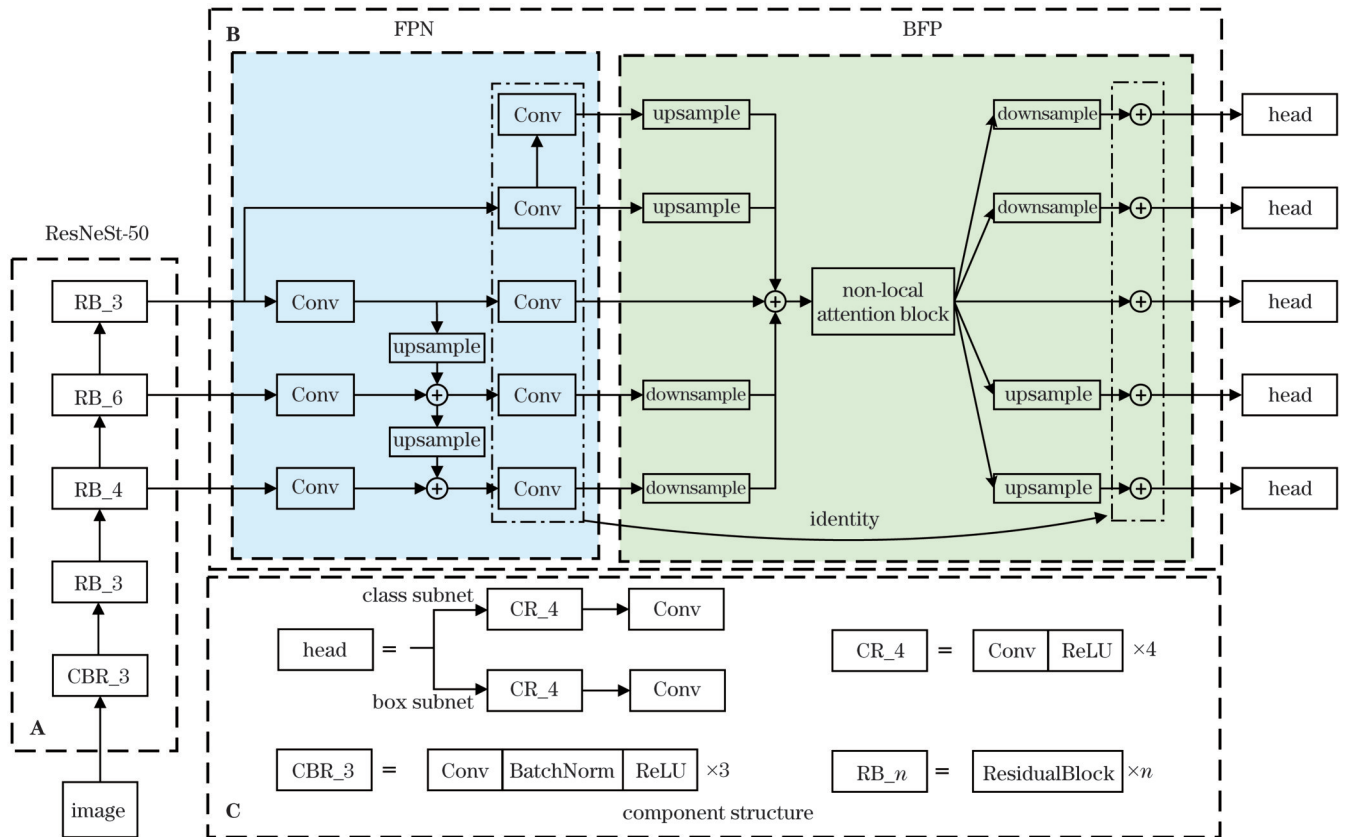 B
FPN
BFP
Conv
upsample
downsample
+
head
Conv
upsample
downsample
+
head
ResNeSt-50
RB_3
Conv
Conv
+
non-local
attention block
+
head
upsample
RB_6
Conv
+
Conv
downsample
upsample
+
head
upsample
RB_4
Conv
+
Conv
downsample
upsample
+
head
identity
RB_3
CBR_3
A
image
class subnet
CR_4
Conv
head
=
box subnet
CR_4
Conv
CR_4 = Conv ReLU ×4
CBR_3 = Conv BatchNorm ReLU ×3
RB_n = ResidualBlock ×n
C
component structure